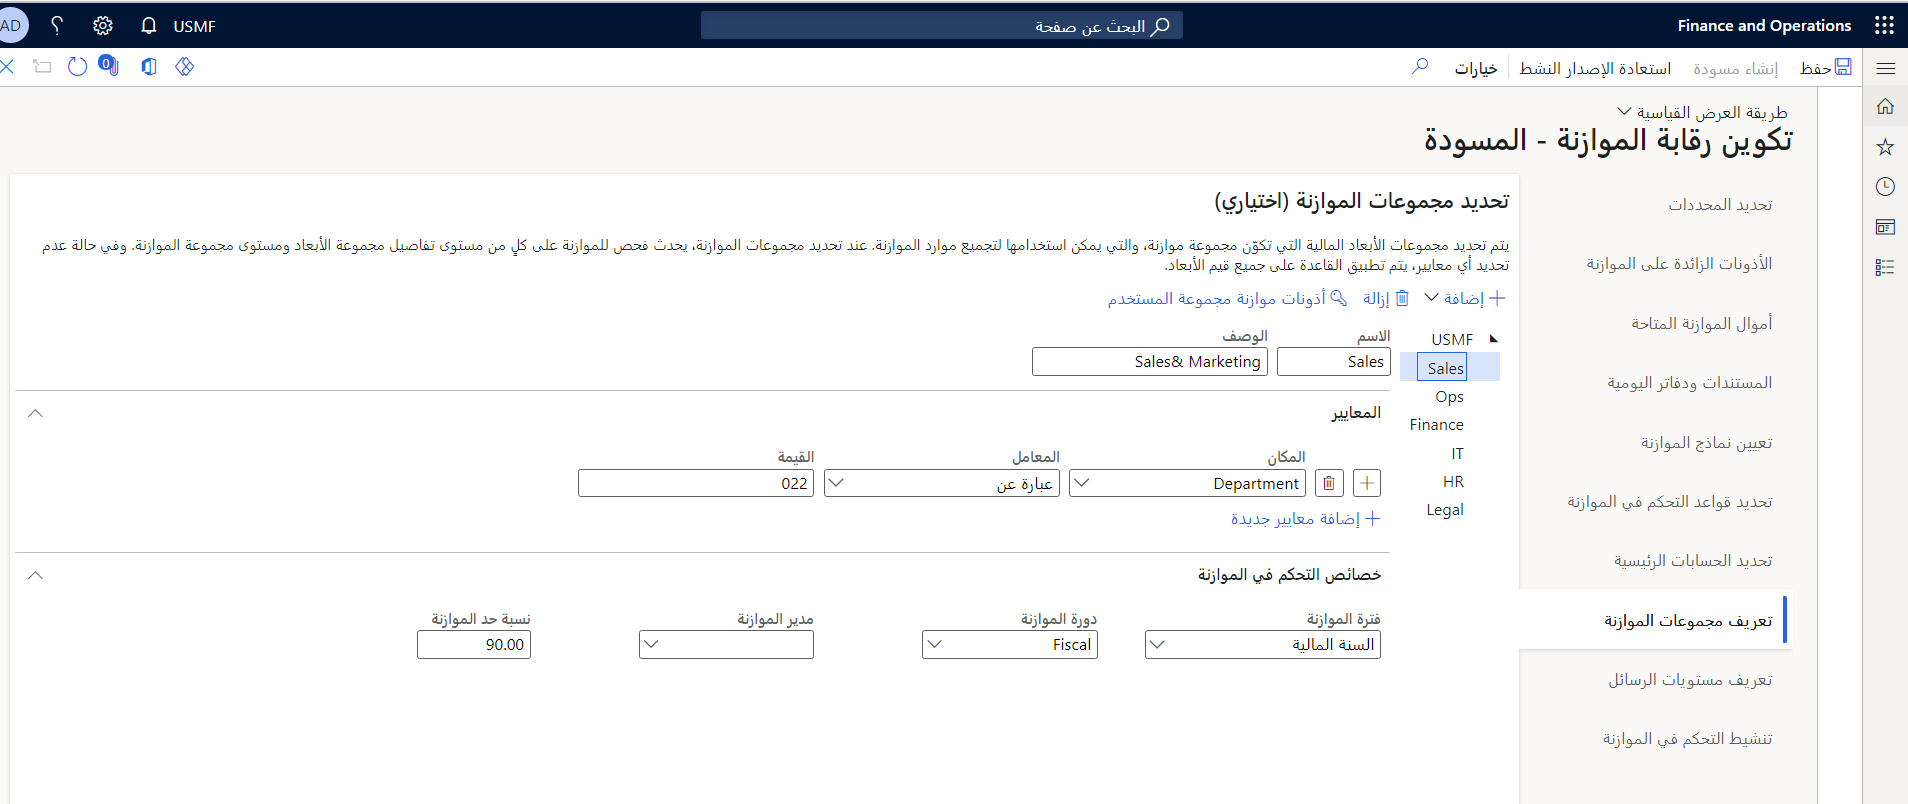 Finance and Operations
البحث عن صفحة
USMF
AD
حفظ
إنشاء مسودة
استعادة الإصدار النشط
خيارات
0
طريقة العرض القياسية
تكوين رقابة الموازنة - المسودة
تحديد المحددات
الأذونات الزائدة على الموازنة
أموال الموازنة المتاحة
المستندات ودفاتر اليومية
تعيين نماذج الموازنة
تحديد قواعد التحكم في الموازنة
تحديد الحسابات الرئيسية
تعريف مجموعات الموازنة
تعريف مستويات الرسائل
تنشيط التحكم في الموازنة
تحديد مجموعات الموازنة (اختياري)
يتم تحديد مجموعات الأبعاد المالية التي تكوّن مجموعة موازنة، والتي يمكن استخدامها لتجميع موارد الموازنة. عند تحديد مجموعات الموازنة، يحدث فحص للموازنة على كلٍ من مستوى تفاصيل مجموعة الأبعاد ومستوى مجموعة الموازنة. وفي حالة عدم
تحديد أي معايير، يتم تطبيق القاعدة على جميع قيم الأبعاد.
إضافة
إزالة
أذونات موازنة مجموعة المستخدم
USMF
Sales
Ops
Finance
IT
HR
Legal
الاسم
الوصف
Sales
Sales& Marketing
المعايير
المكان
المعامل
القيمة
Department
عبارة عن
022
إضافة معايير جديدة
خصائص التحكم في الموازنة
فترة الموازنة
دورة الموازنة
مدير الموازنة
نسبة حد الموازنة
السنة المالية
Fiscal
90.00